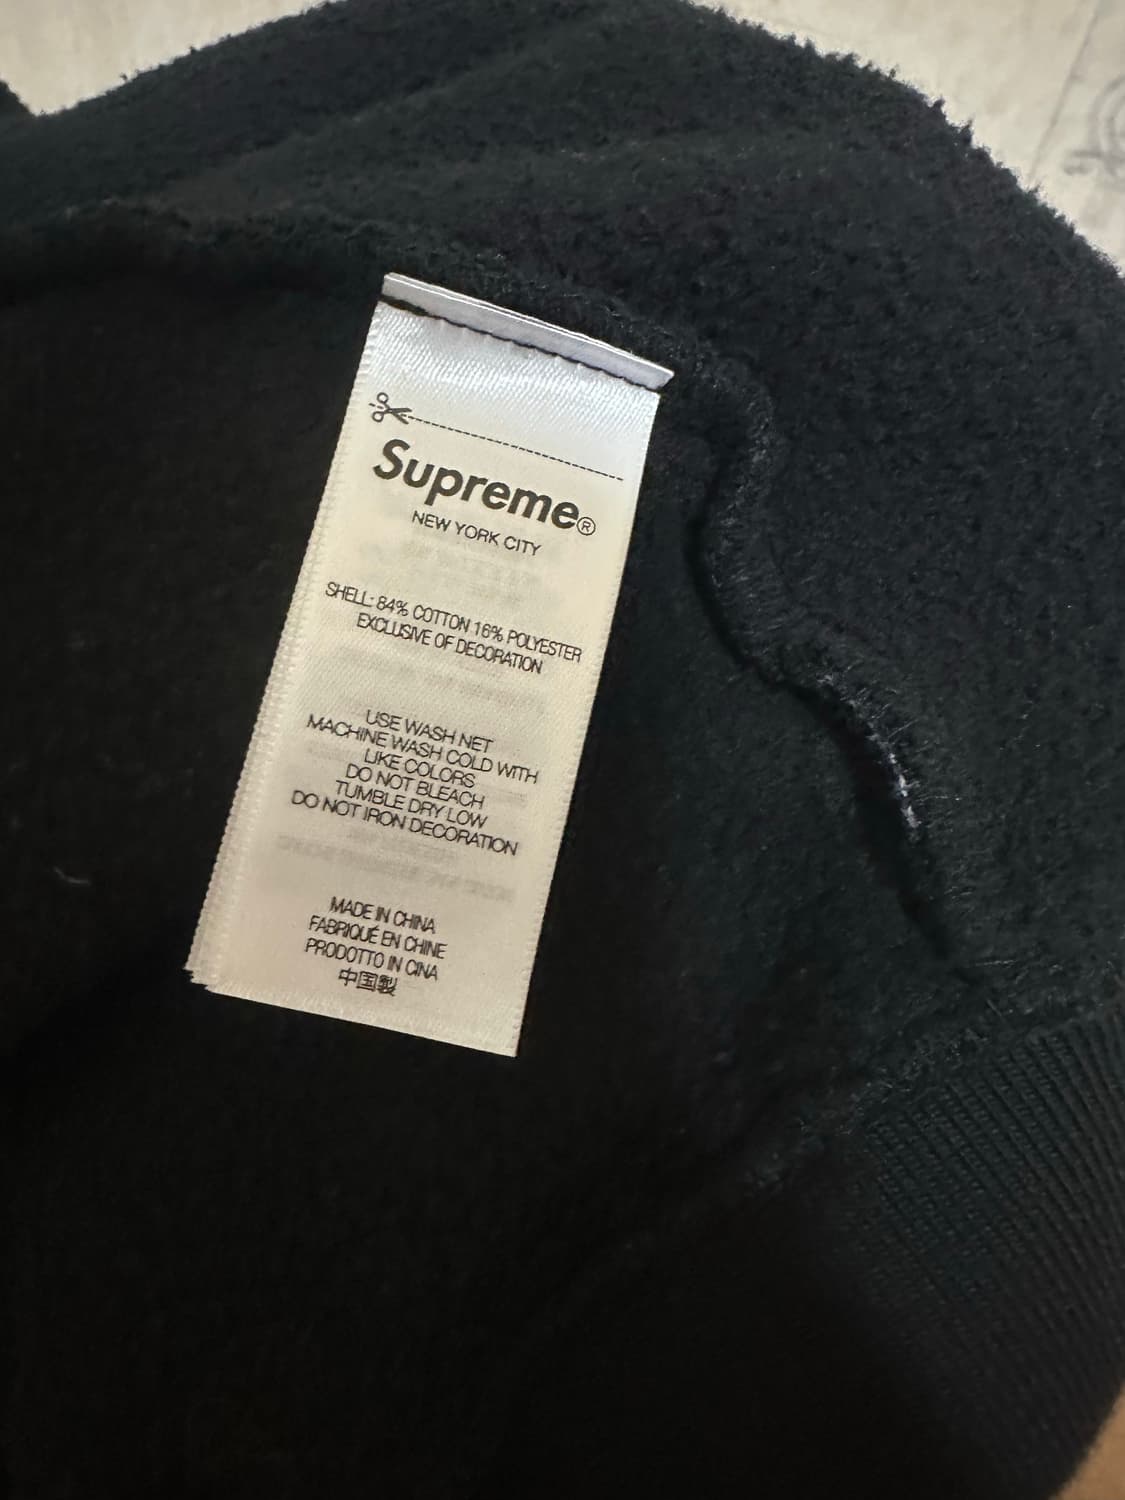 Supreme®
NEW YORK CITY
SHELL: 84% COTTON 16% POLYESTER
EXCLUSIVE OF DECORATION
USE WASH NET
MACHINE WASH COLD WITH
LIKE COLORS
DO NOT BLEACH
TUMBLE DRY LOW
DO NOT IRON DECORATION
MADE IN CHINA
FABRIQUÉ EN CHINE
PRODOTTO IN CINA
中国製